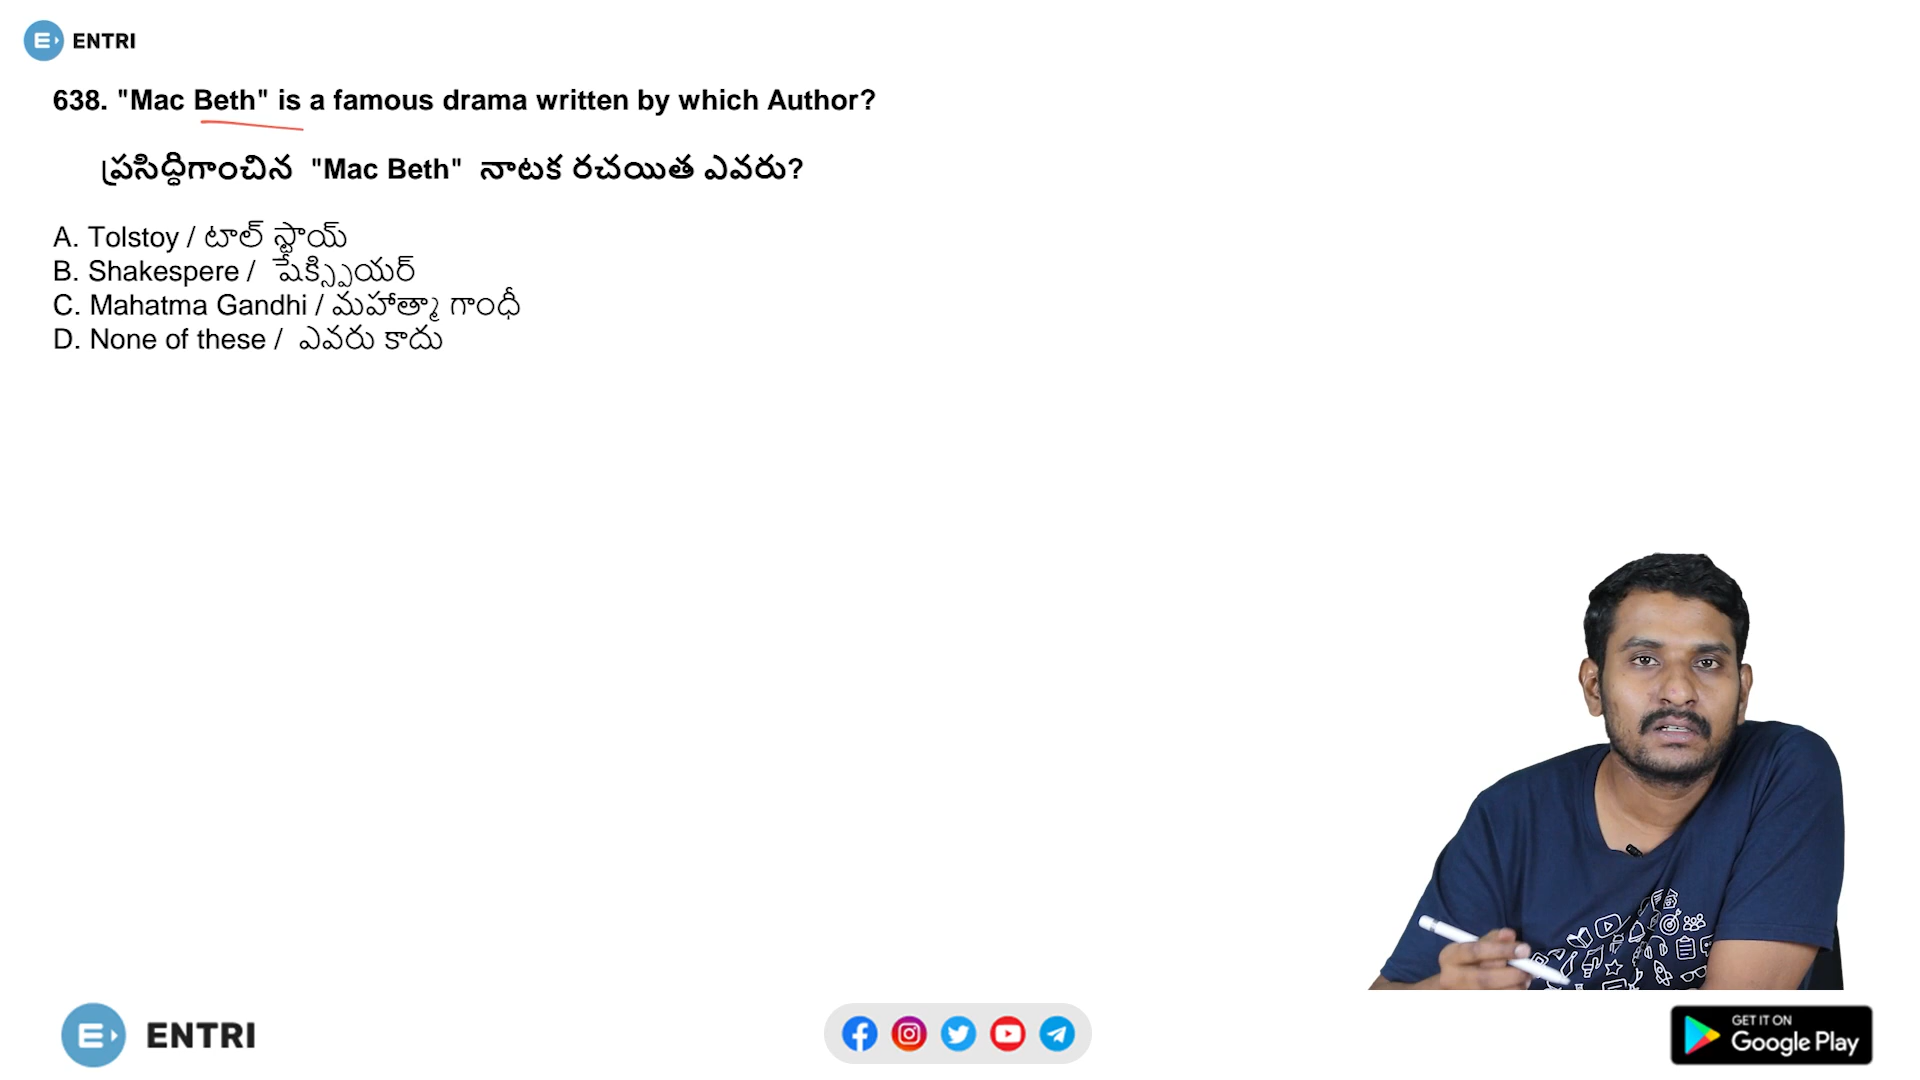 ENTRI
638. "Mac Beth" is a famous drama written by which Author?
ప్రసిద్ధిగాంచిన "Mac Beth" నాటక రచయిత ఎవరు?
A. Tolstoy / టాల్ స్టాయ్
B. Shakespere / షేక్స్పియర్
C. Mahatma Gandhi / మహాత్మా గాంధీ
D. None of these / ఎవరు కాదు
ENTRI
GET IT ON
Google Play